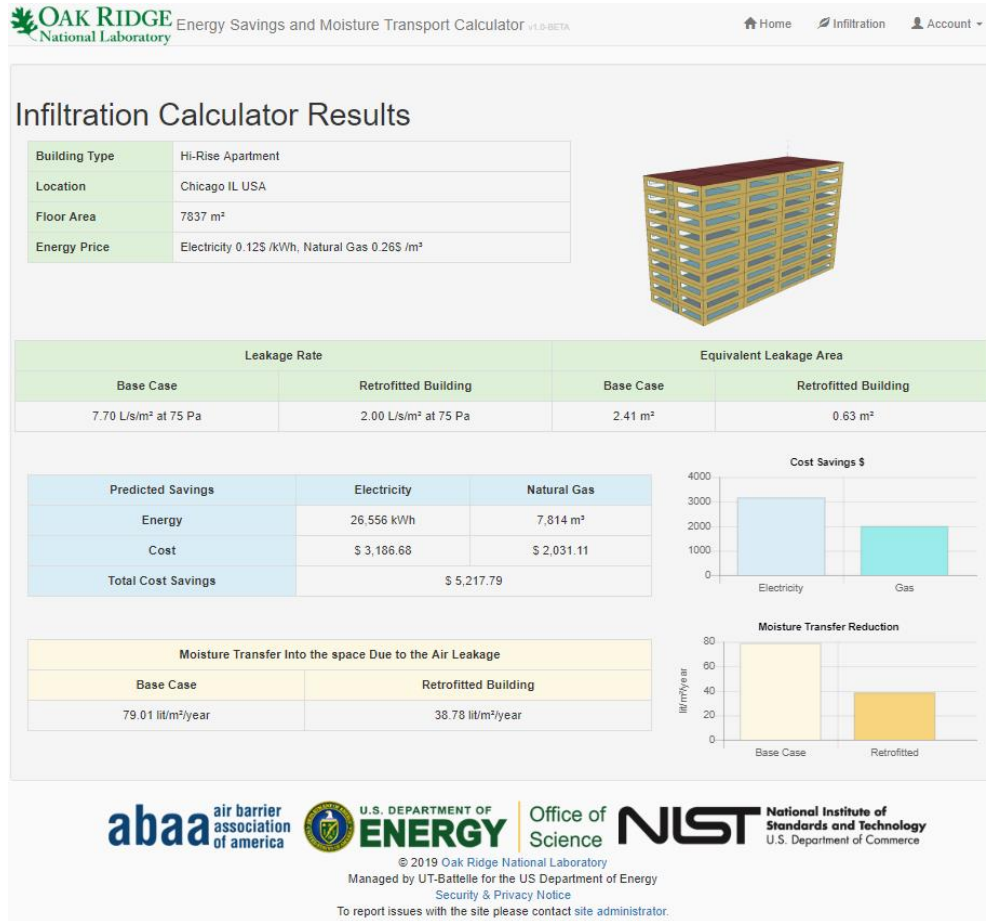 OAK RIDGE
National Laboratory
Energy Savings and Moisture Transport Calculator v1.0-BETA
Home Infiltration Account
Infiltration Calculator Results
Building Type Hi-Rise Apartment
Location Chicago IL USA
Floor Area 7837 m²
Energy Price Electricity 0.12$ /kWh, Natural Gas 0.26$ /m³
Leakage Rate Equivalent Leakage Area
Base Case Retrofitted Building Base Case Retrofitted Building
7.70 L/s/m² at 75 Pa 2.00 L/s/m² at 75 Pa 2.41 m² 0.63 m²
Predicted Savings Electricity Natural Gas
Energy 26,556 kWh 7,814 m³
Cost $ 3,186.68 $ 2,031.11
Total Cost Savings $ 5,217.79
Cost Savings $
4000
3000
2000
1000
0
Electricity Gas
Moisture Transfer Into the space Due to the Air Leakage
Base Case Retrofitted Building
79.01 lit/m²/year 38.78 lit/m²/year
Moisture Transfer Reduction
lit/m²/year
80
60
40
20
0
Base Case Retrofitted
abaa air barrier
association
of america
U.S. DEPARTMENT OF
ENERGY
Office of
Science
NIST
National Institute of
Standards and Technology
U.S. Department of Commerce
© 2019 Oak Ridge National Laboratory
Managed by UT-Battelle for the US Department of Energy
Security & Privacy Notice
To report issues with the site please contact site administrator.